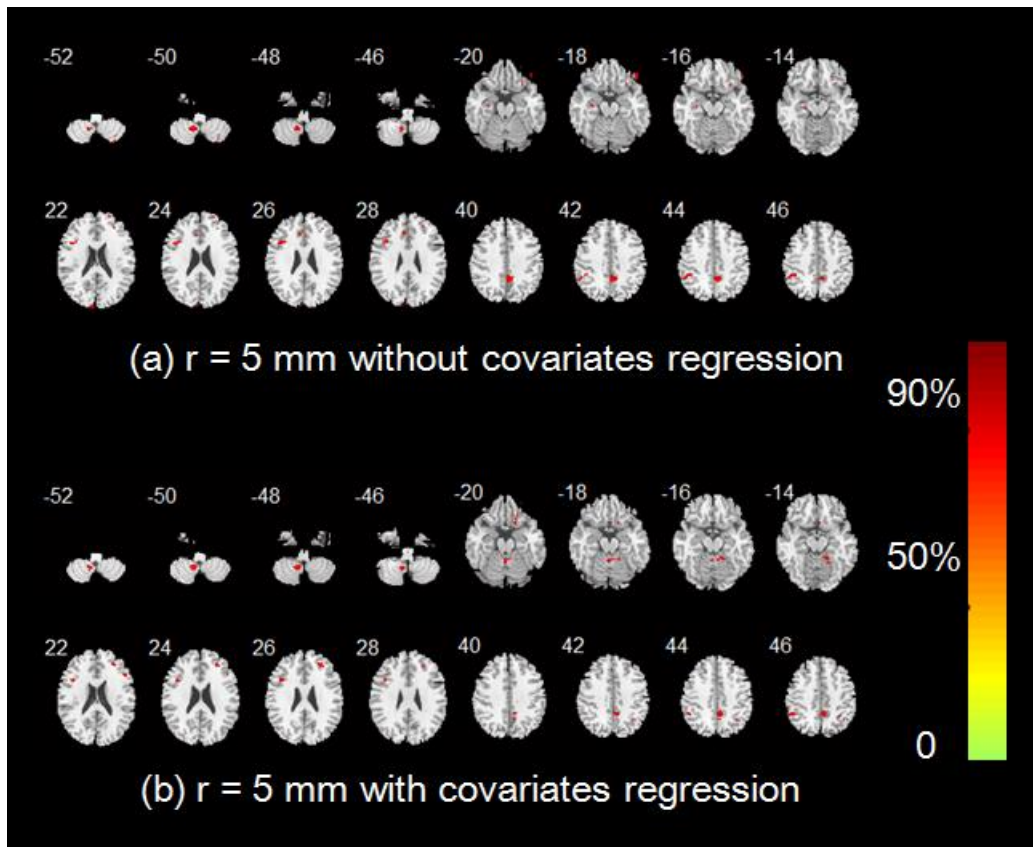 -52 -50 -48 -46 -20 -18 -16 -14
22 24 26 28 40 42 44 46
(a) r = 5 mm without covariates regression
90%
-52 -50 -48 -46 -20 -18 -16 -14
50%
22 24 26 28 40 42 44 46
0
(b) r = 5 mm with covariates regression